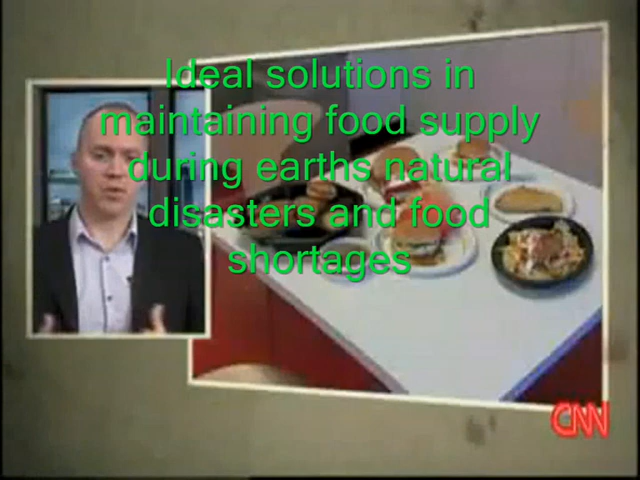 Ideal solutions in
maintaining food supply
during earths natural
disasters and food
shortages
CNN